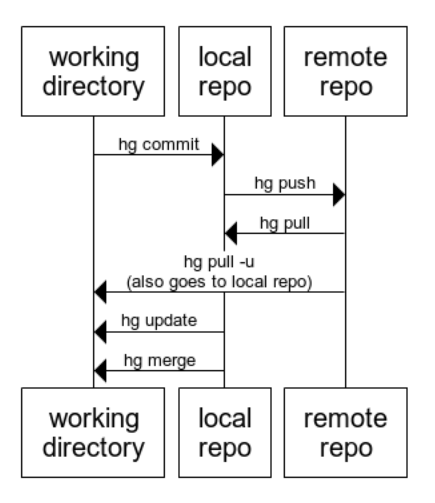 working
directory
local
repo
remote
repo
hg commit
hg push
hg pull
hg pull -u
(also goes to local repo)
hg update
hg merge
working
directory
local
repo
remote
repo